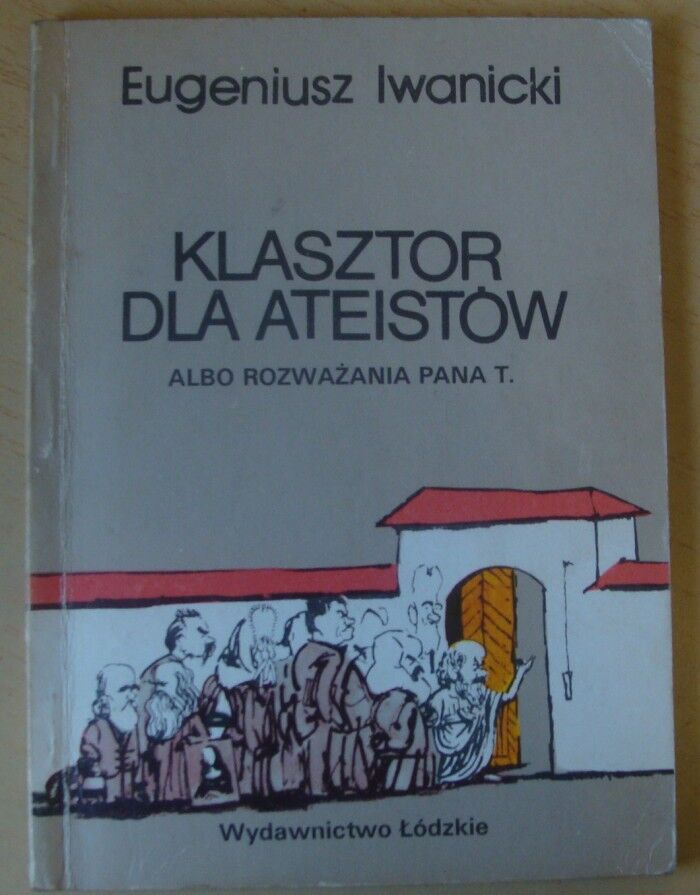 Eugeniusz Iwanicki
KLASZTOR
DLA ATEISTÓW
ALBO ROZWAŻANIA PANA T.
Wydawnictwo Łódzkie